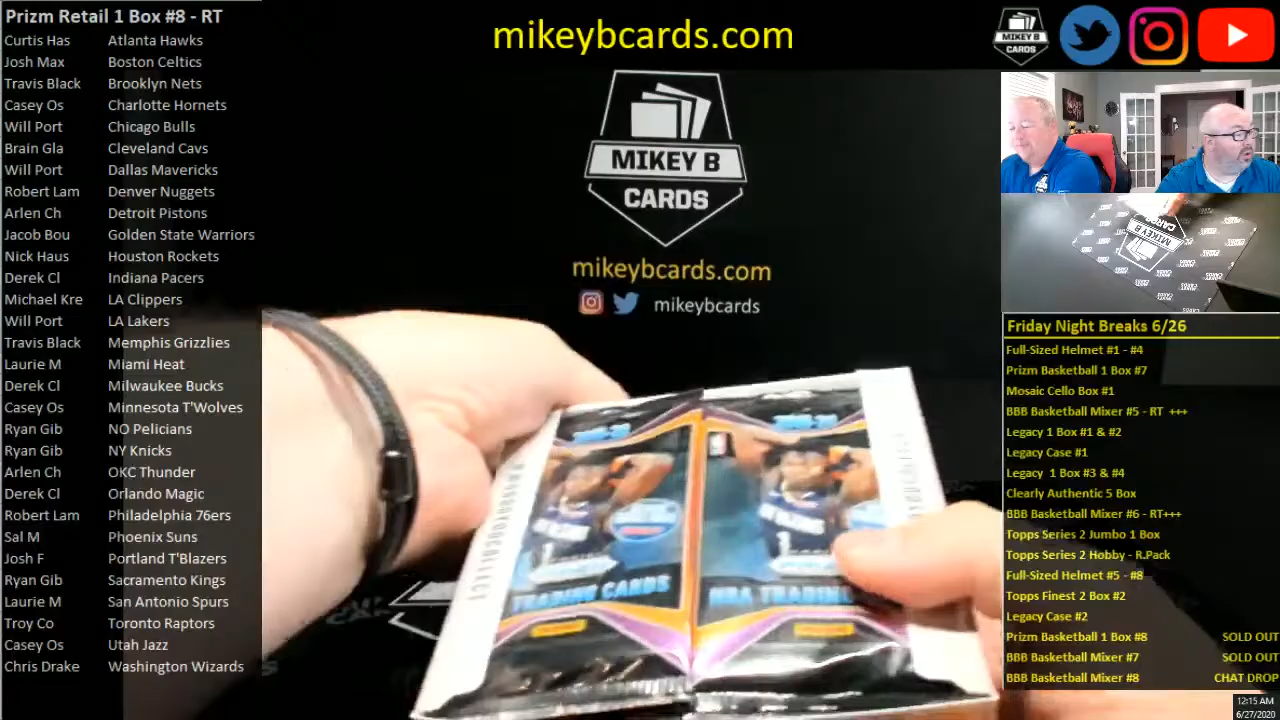 Prizm Retail 1 Box #8 - RT
Curtis Has Atlanta Hawks
Josh Max Boston Celtics
Travis Black Brooklyn Nets
Casey Os Charlotte Hornets
Will Port Chicago Bulls
Brain Gla Cleveland Cavs
Will Port Dallas Mavericks
Robert Lam Denver Nuggets
Arlen Ch Detroit Pistons
Jacob Bou Golden State Warriors
Nick Haus Houston Rockets
Derek Cl Indiana Pacers
Michael Kre LA Clippers
Will Port LA Lakers
Travis Black Memphis Grizzlies
Laurie M Miami Heat
Derek Cl Milwaukee Bucks
Casey Os Minnesota T'Wolves
Ryan Gib NO Pelicians
Ryan Gib NY Knicks
Arlen Ch OKC Thunder
Derek Cl Orlando Magic
Robert Lam Philadelphia 76ers
Sal M Phoenix Suns
Josh F Portland T'Blazers
Ryan Gib Sacramento Kings
Laurie M San Antonio Spurs
Troy Co Toronto Raptors
Casey Os Utah Jazz
Chris Drake Washington Wizards
mikeybcards.com
MIKEY B
CARDS
mikeybcards.com
mikeybcards
TRADING CARDS
NBA TRADING
MIKEY B
CARDS
MIKEY B
CARDS
Friday Night Breaks 6/26
Full-Sized Helmet #1 - #4
Prizm Basketball 1 Box #7
Mosaic Cello Box #1
BBB Basketball Mixer #5 - RT +++
Legacy 1 Box #1 & #2
Legacy Case #1
Legacy 1 Box #3 & #4
Clearly Authentic 5 Box
BBB Basketball Mixer #6 - RT+++
Topps Series 2 Jumbo 1 Box
Topps Series 2 Hobby - R.Pack
Full-Sized Helmet #5 - #8
Topps Finest 2 Box #2
Legacy Case #2
Prizm Basketball 1 Box #8 SOLD OUT
BBB Basketball Mixer #7 SOLD OUT
BBB Basketball Mixer #8 CHAT DROP
12:15 AM
6/27/2020